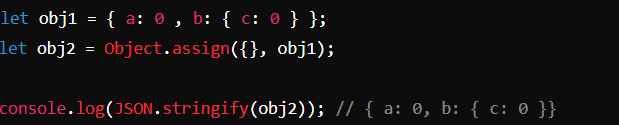 let obj1 = { a: 0 , b: { c: 0 } };
let obj2 = Object.assign({}, obj1);
console.log(JSON.stringify(obj2)); // { a: 0, b: { c: 0 }}